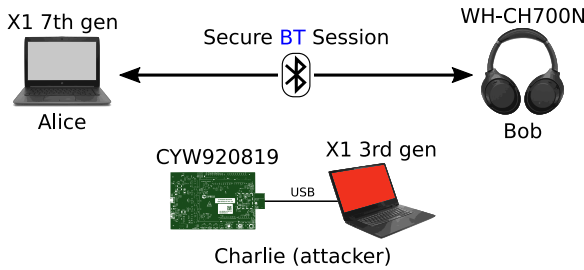 X1 7th gen
WH-CH700N
Secure BT Session
Alice
Bob
CYW920819
X1 3rd gen
USB
Charlie (attacker)